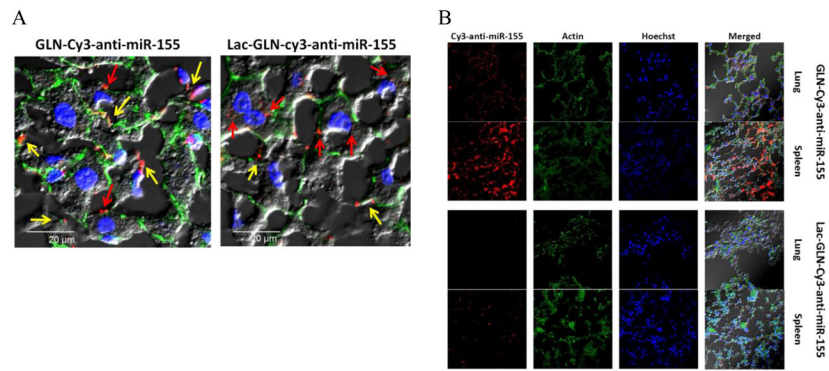 A
GLN-Cy3-anti-miR-155
Lac-GLN-cy3-anti-miR-155
20 µm
20 µm
B
Cy3-anti-miR-155 Actin Hoechst Merged
Lung
Spleen
GLN-Cy3-anti-miR-155
Lung
Spleen
Lac-GLN-Cy3-anti-miR-155